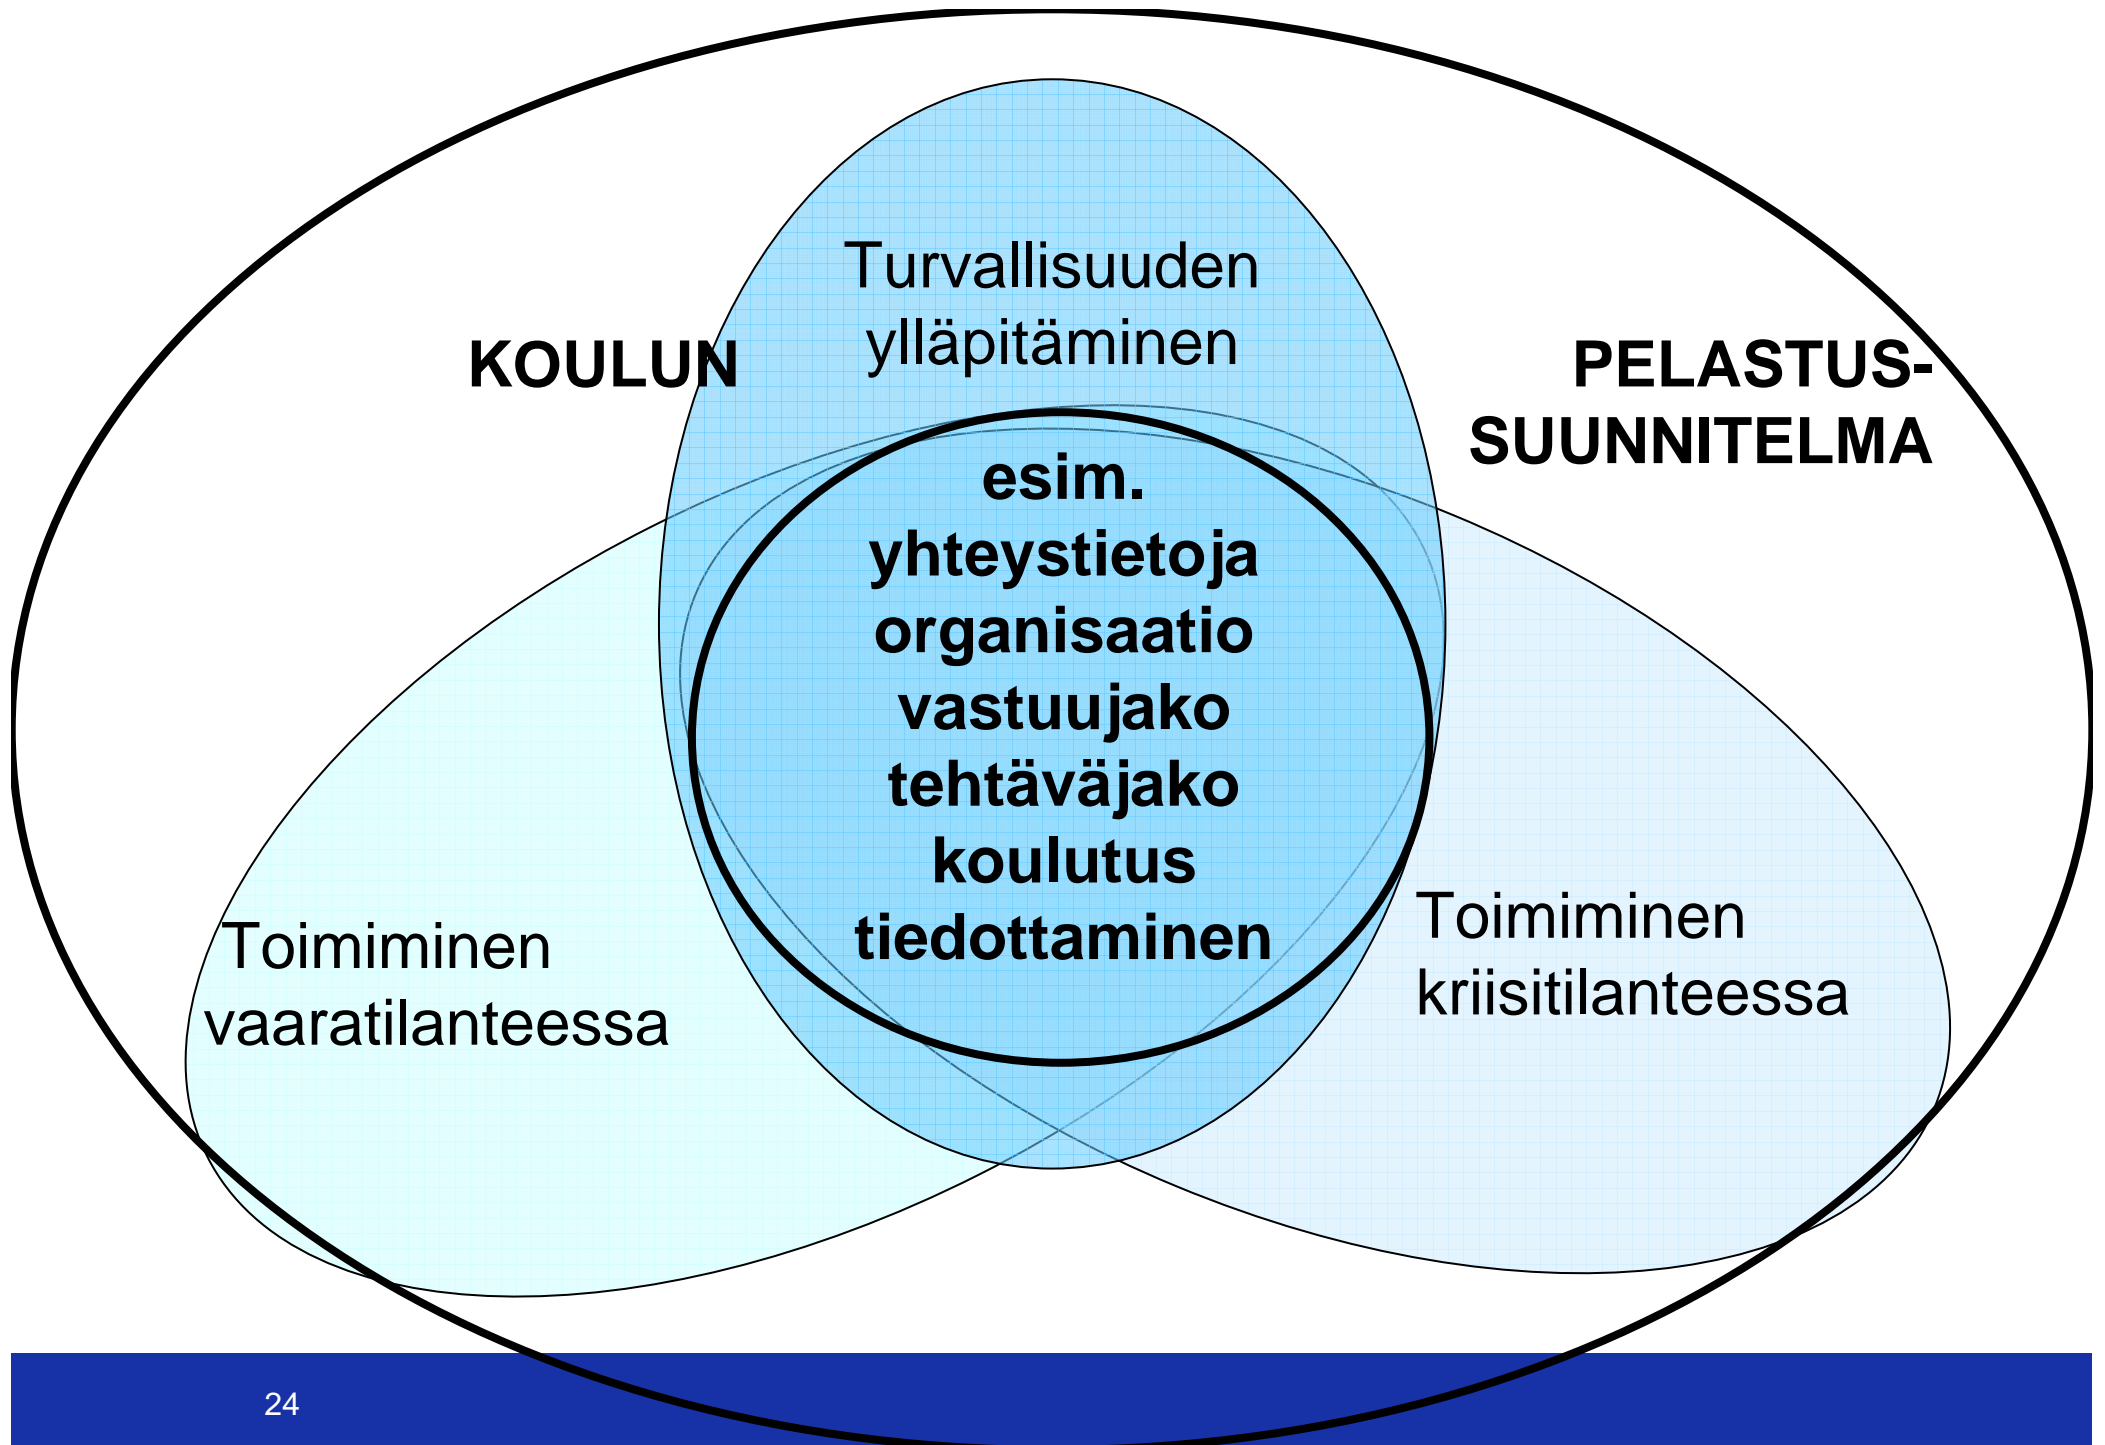 Turvallisuuden
ylläpitäminen
KOULUN
PELASTUS-
SUUNNITELMA
esim.
yhteystietoja
organisaatio
vastuujako
tehtäväjako
koulutus
tiedottaminen
Toimiminen
vaaratilanteessa
Toimiminen
kriisitilanteessa
24